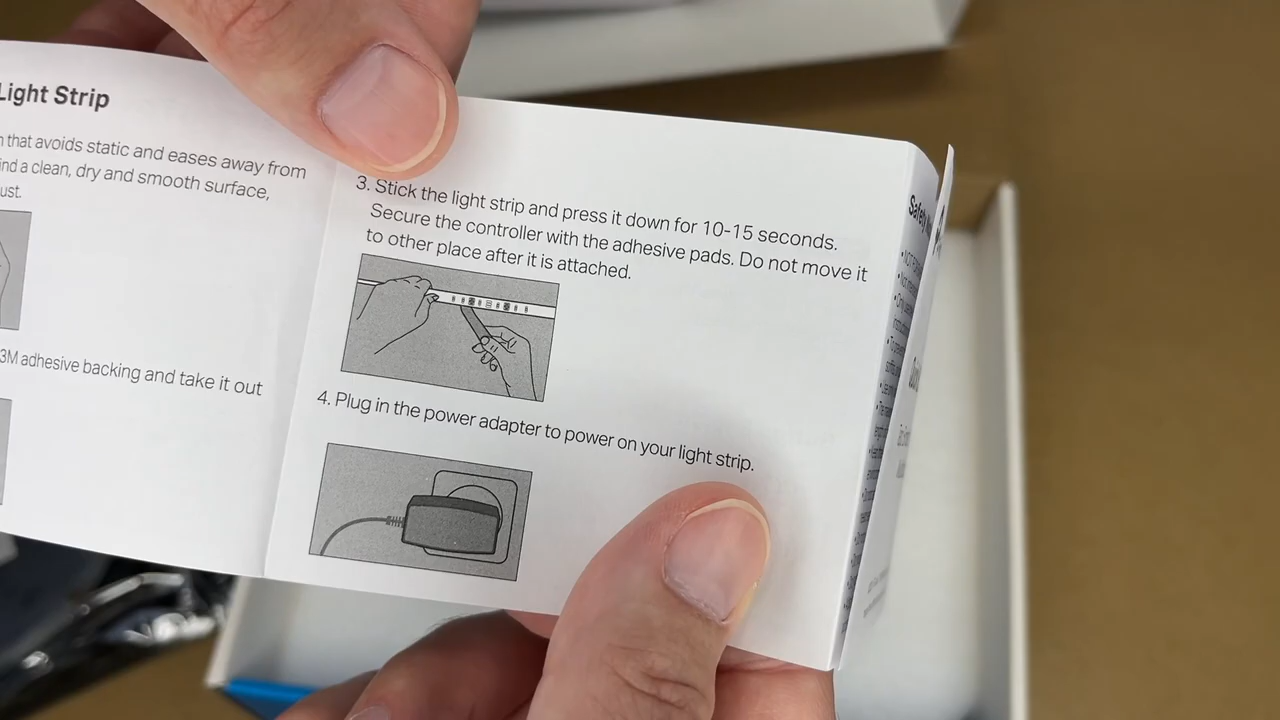 Light Strip
that avoids static and eases away from
a clean, dry and smooth surface,
3M adhesive backing and take it out
3. Stick the light strip and press it down for 10-15 seconds.
Secure the controller with the adhesive pads. Do not move it
to other place after it is attached.
4. Plug in the power adapter to power on your light strip.
Safety